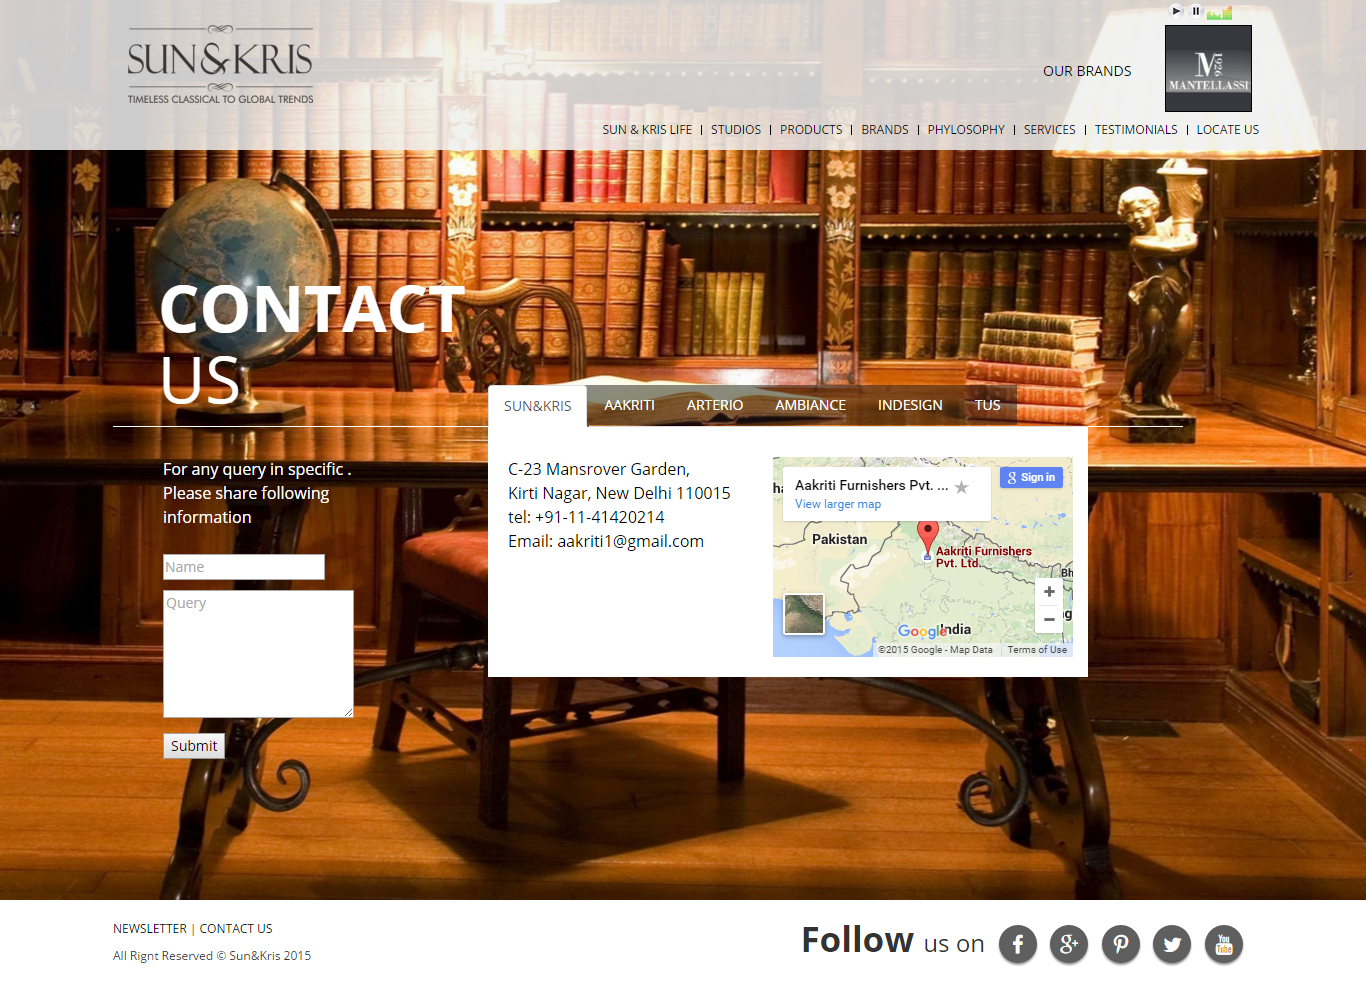 SUN&KRIS
TIMELESS CLASSICAL TO GLOBAL TRENDS
OUR BRANDS
M 1926
MANTELLASSI
SUN & KRIS LIFE | STUDIOS | PRODUCTS | BRANDS | PHYLOSOPHY | SERVICES | TESTIMONIALS | LOCATE US
CONTACT
US
SUN&KRIS AAKRITI ARTERIO AMBIANCE INDESIGN TUS
For any query in specific .
Please share following
information
Name
Query
Submit
C-23 Mansrover Garden,
Kirti Nagar, New Delhi 110015
tel: +91-11-41420214
Email: aakriti1@gmail.com
Aakriti Furnishers Pvt. ...
View larger map
Sign in
Pakistan
Aakriti Furnishers
Pvt. Ltd.
India
Google
©2015 Google - Map Data Terms of Use
NEWSLETTER | CONTACT US
All Rignt Reserved © Sun&Kris 2015
Follow us on
You Tube